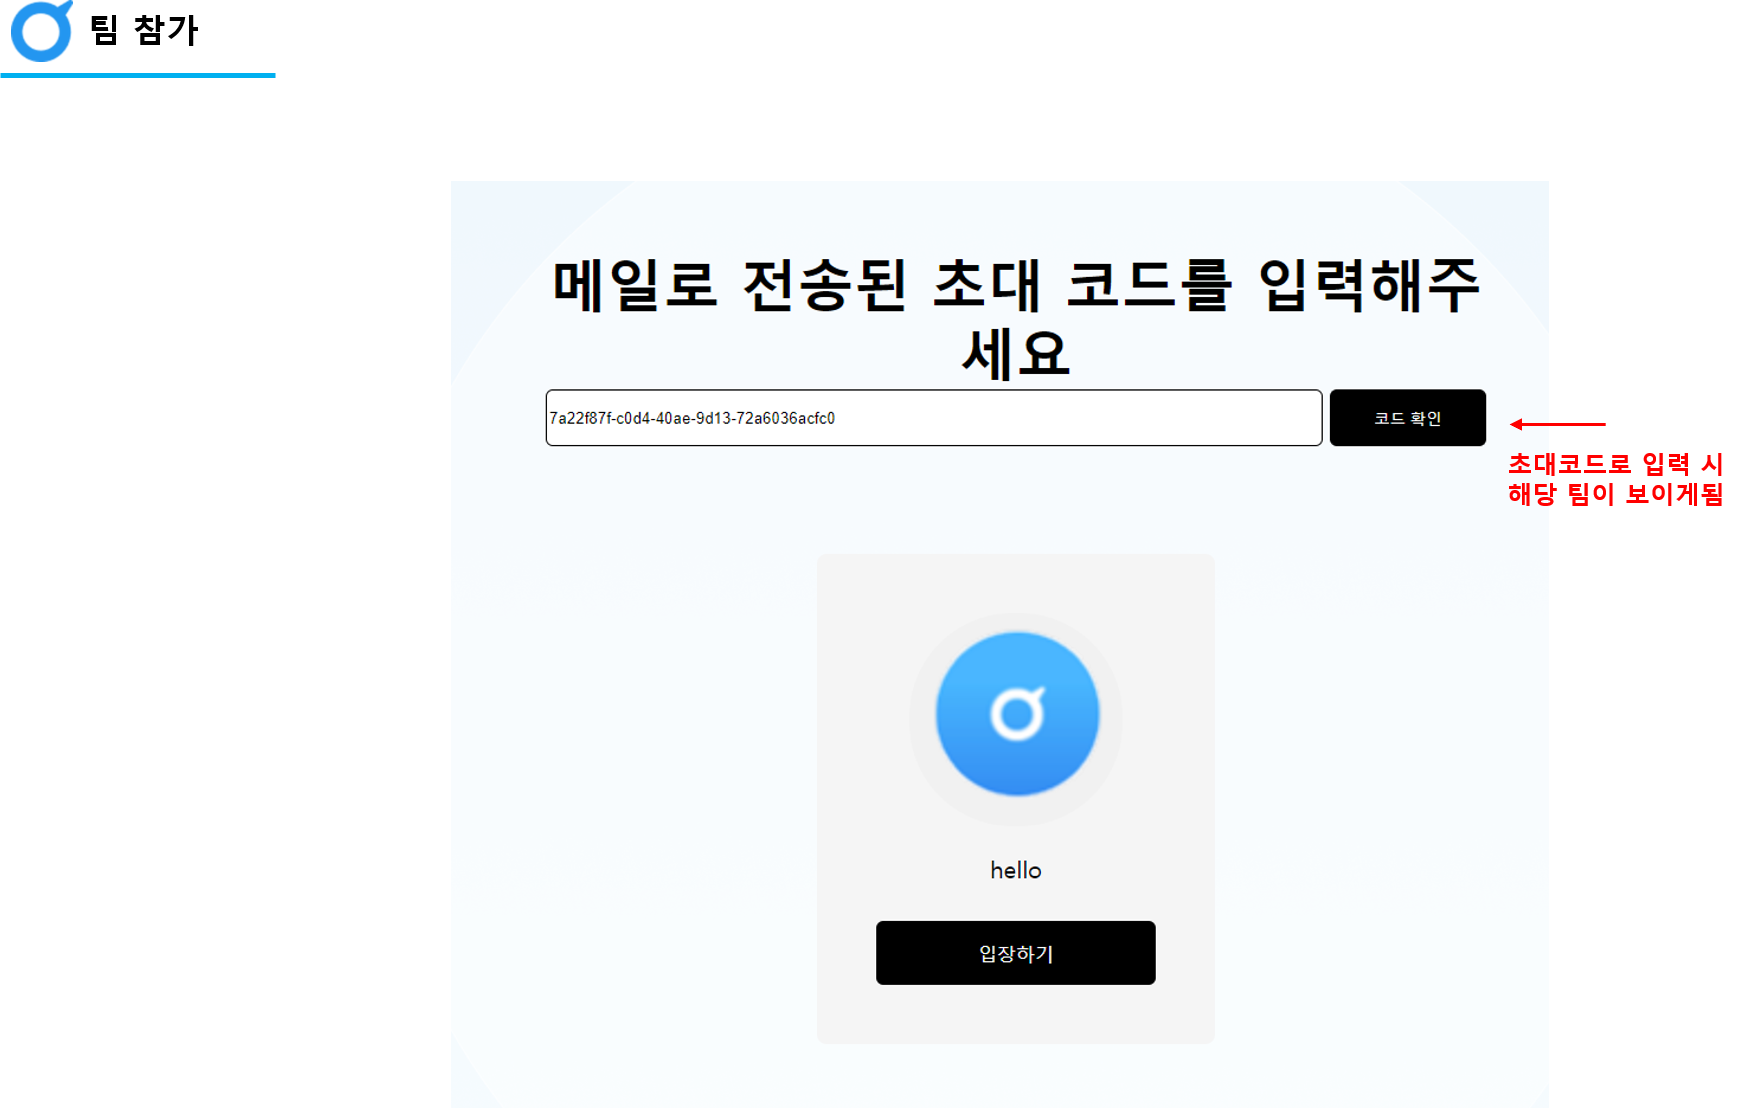 팀 참가
메일로 전송된 초대 코드를 입력해주
세요
7a22f87f-c0d4-40ae-9d13-72a6036acfc0
코드 확인
초대코드로 입력 시
해당 팀이 보이게됨
hello
입장하기